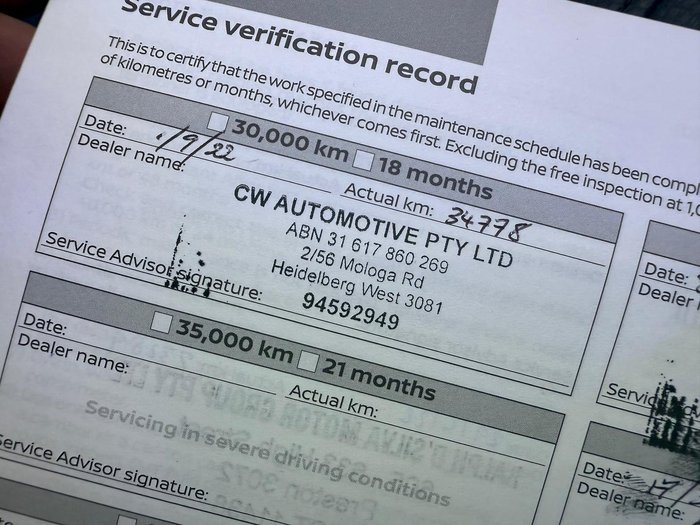 Service verification record
This is to certify that the work specified in the maintenance schedule has been compl
of kilometres or months, whichever comes first. Excluding the free inspection at 1,0
30,000 km 18 months
Date: 1/9/22
Actual km: 34778
Dealer name:
CW AUTOMOTIVE PTY LTD
ABN 31 617 860 269
2/56 Mologa Rd
Heidelberg West 3081
94592949
Service Advisor signature:
35,000 km 21 months
Date:
Actual km:
Dealer name:
Servicing in severe driving conditions
Service Advisor signature:
Date:
Dealer n
Servic
Date: 17/
Dealer name: